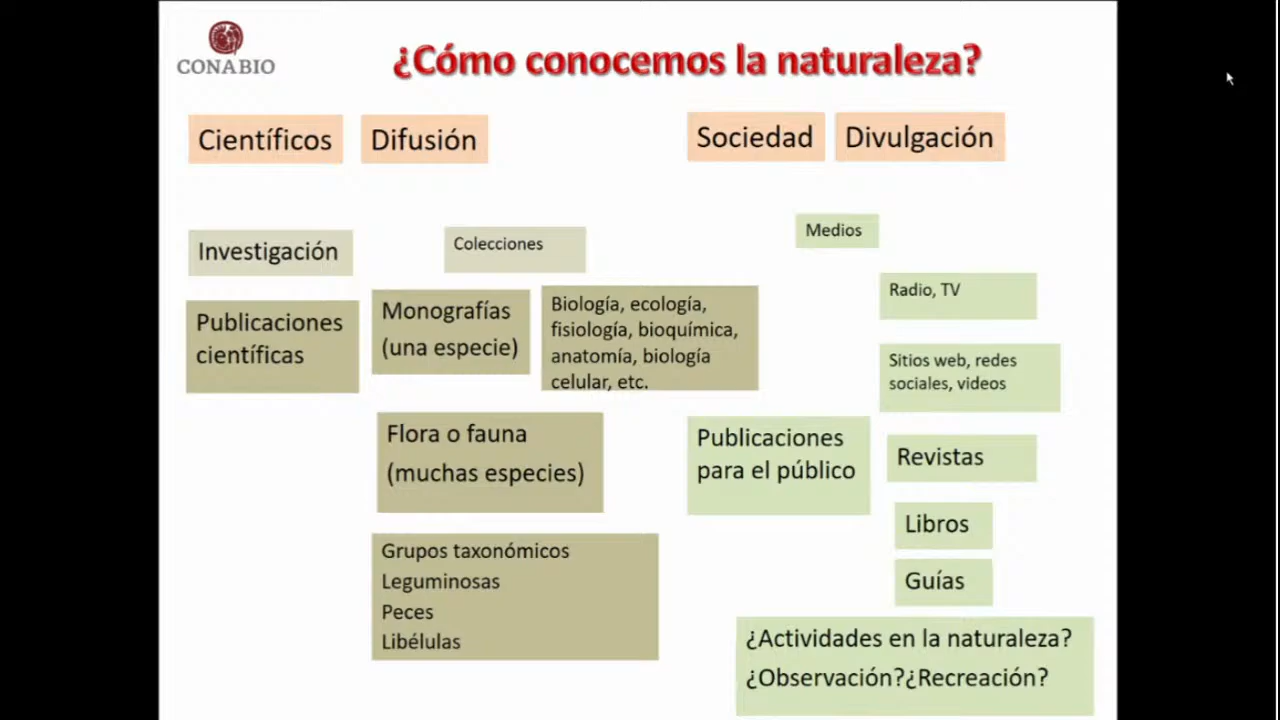 CONABIO
¿Cómo conocemos la naturaleza?
Científicos
Difusión
Sociedad
Divulgación
Investigación
Colecciones
Publicaciones
científicas
Monografías
(una especie)
Biología, ecología,
fisiología, bioquímica,
anatomía, biología
celular, etc.
Flora o fauna
(muchas especies)
Grupos taxonómicos
Leguminosas
Peces
Libélulas
Medios
Radio, TV
Sitios web, redes
sociales, videos
Publicaciones
para el público
Revistas
Libros
Guías
¿Actividades en la naturaleza?
¿Observación?¿Recreación?